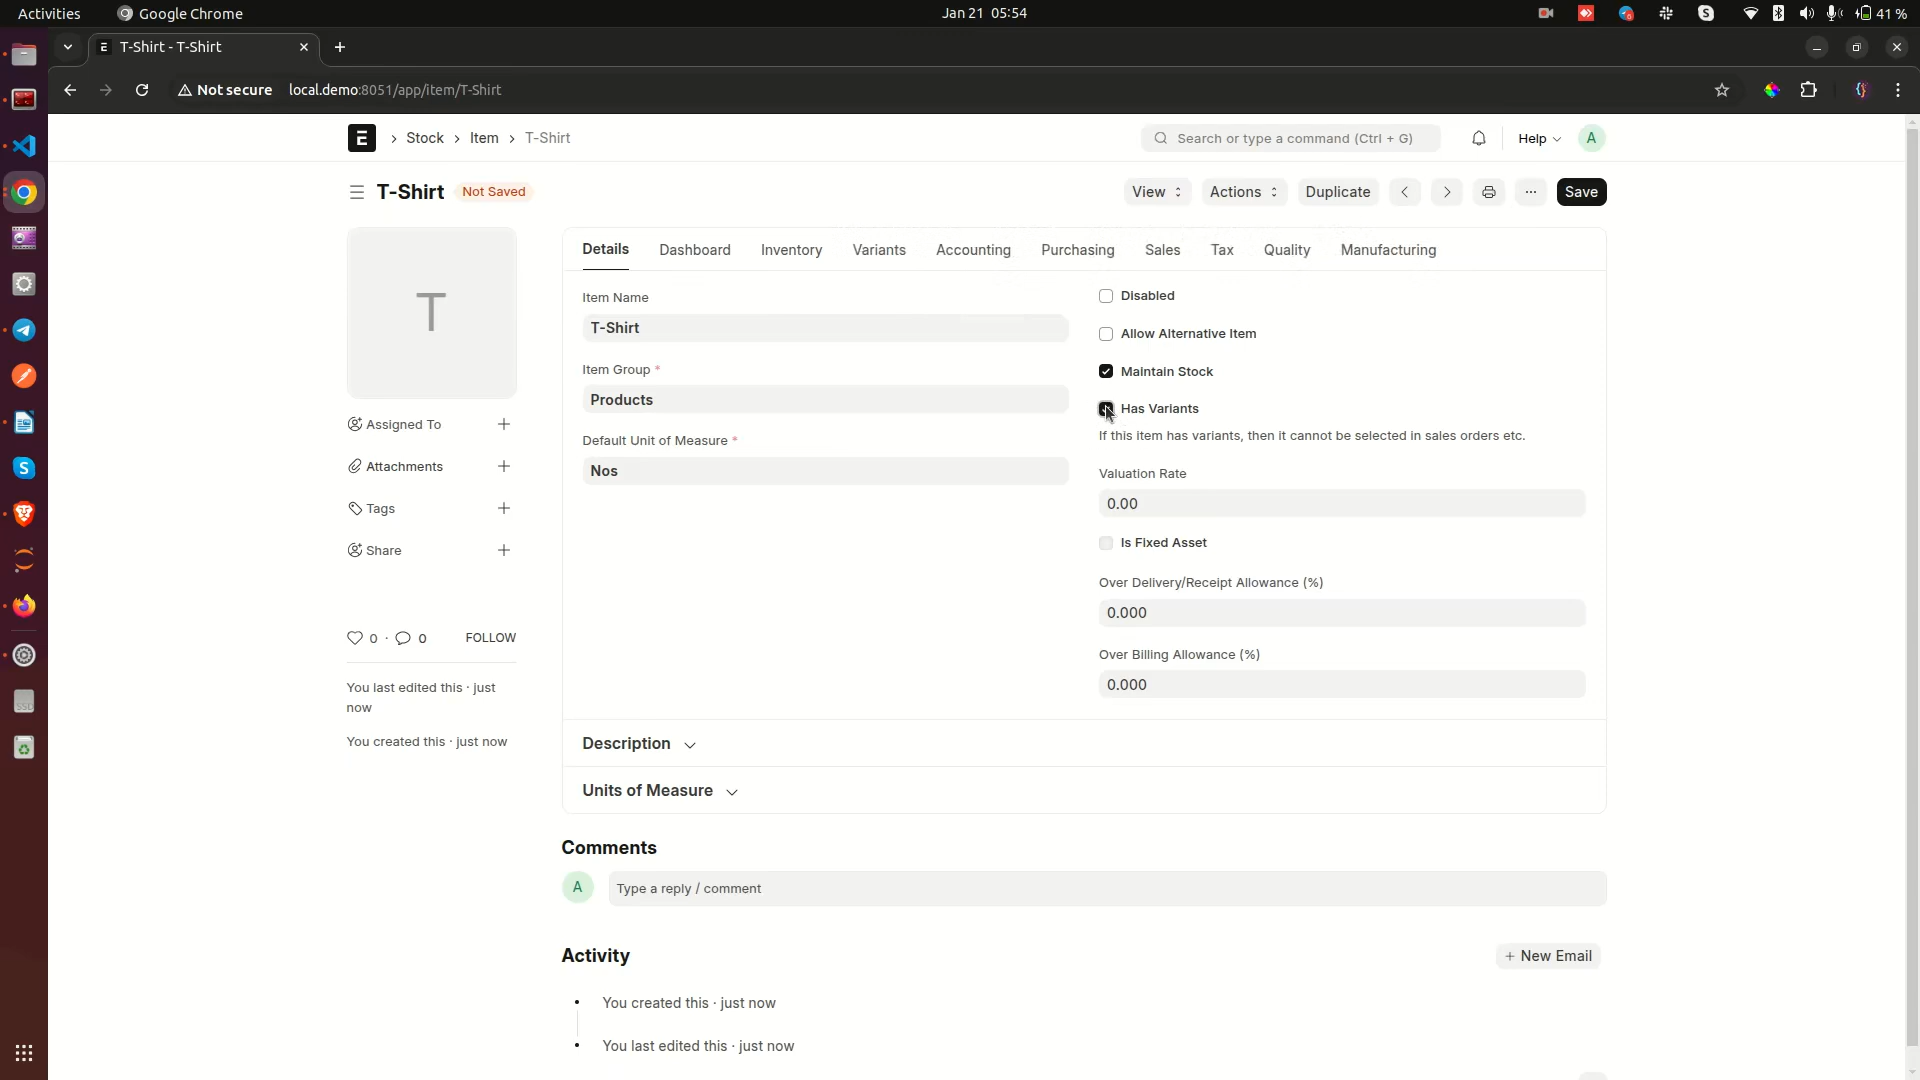 Activities
Google Chrome
Jan 21 05:54
41 %
T-Shirt - T-Shirt
Not secure
local.demo:8051/app/item/T-Shirt
E
Stock
Item
T-Shirt
Search or type a command (Ctrl + G)
Help
A
T-Shirt
Not Saved
View
Actions
Duplicate
Save
T
Assigned To
Attachments
Tags
Share
0 · 0
FOLLOW
You last edited this · just
now
You created this · just now
Details
Dashboard
Inventory
Variants
Accounting
Purchasing
Sales
Tax
Quality
Manufacturing
Item Name
T-Shirt
Item Group *
Products
Default Unit of Measure *
Nos
Disabled
Allow Alternative Item
Maintain Stock
Has Variants
If this item has variants, then it cannot be selected in sales orders etc.
Valuation Rate
0.00
Is Fixed Asset
Over Delivery/Receipt Allowance (%)
0.000
Over Billing Allowance (%)
0.000
Description
Units of Measure
Comments
A
Type a reply / comment
Activity
+ New Email
You created this · just now
You last edited this · just now